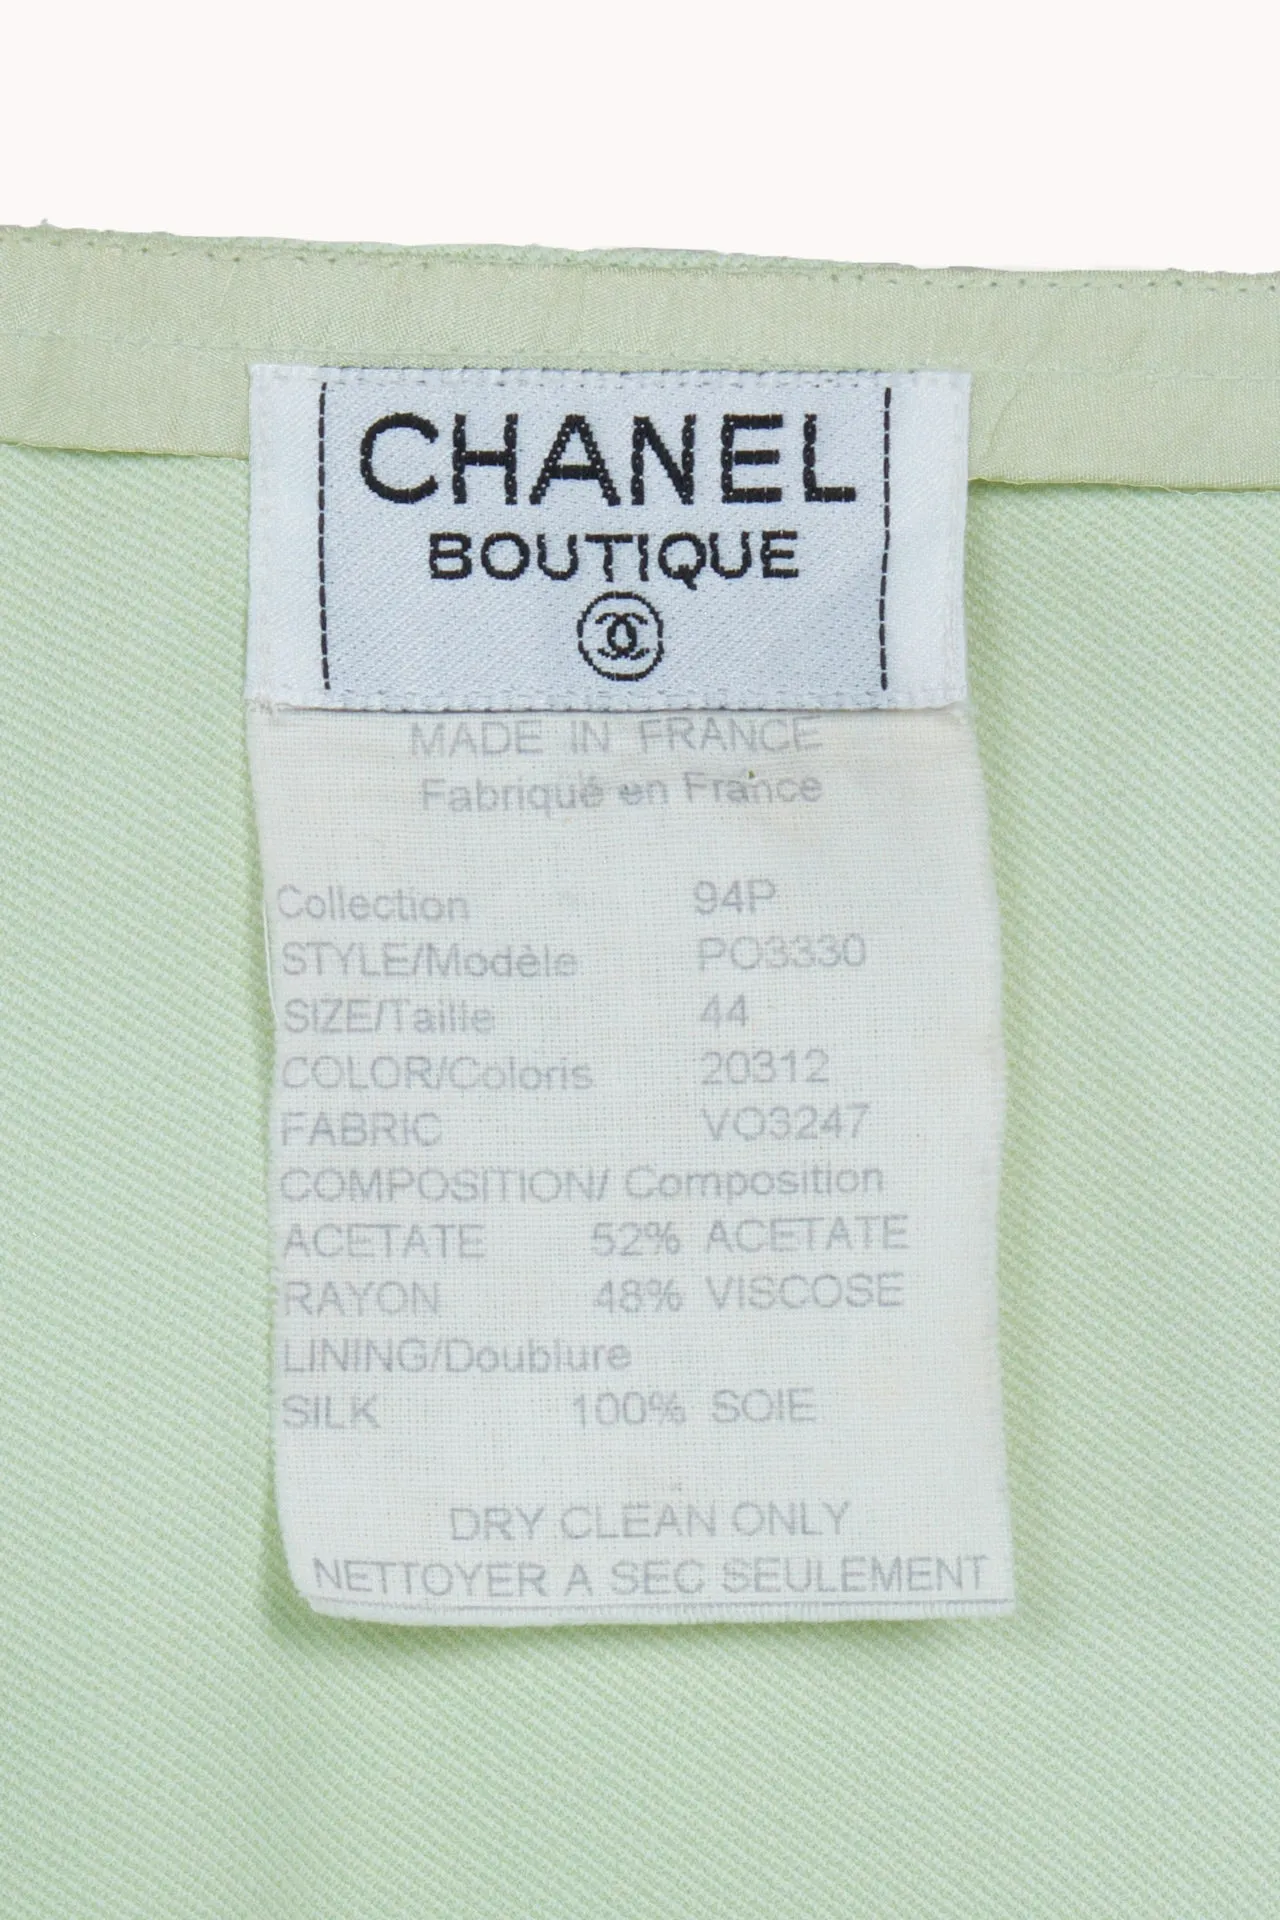 CHANEL
BOUTIQUE
MADE IN FRANCE
Fabriqué en France
Collection 94P
STYLE/Modèle PO3330
SIZE/Taille 44
COLOR/Coloris 20312
FABRIC VO3247
COMPOSITION/ Composition
ACETATE 52% ACETATE
RAYON 48% VISCOSE
LINING/Doublure
SILK 100% SOIE
DRY CLEAN ONLY
NETTOYER A SEC SEULEMENT